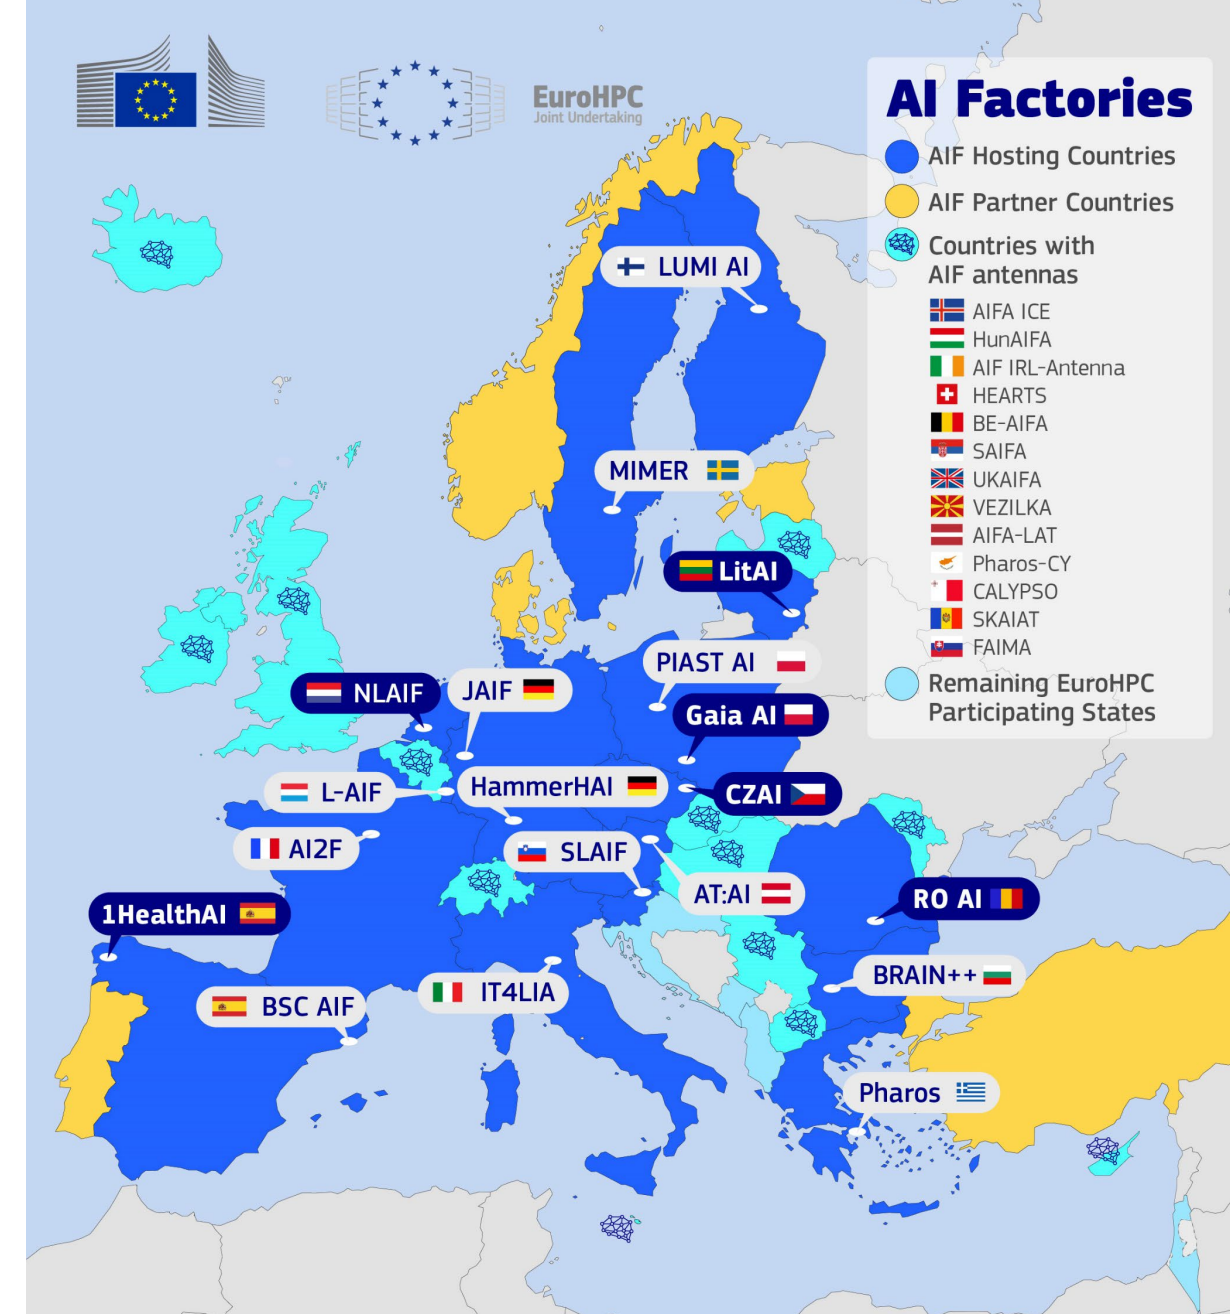 EuroHPC
Joint Undertaking
AI Factories
AIF Hosting Countries
AIF Partner Countries
Countries with
AIF antennas
AIFA ICE
HunAIFA
AIF IRL-Antenna
HEARTS
BE-AIFA
SAIFA
UKAIFA
VEZILKA
AIFA-LAT
Pharos-CY
CALYPSO
SKAIAT
FAIMA
Remaining EuroHPC
Participating States
LUMI AI
MIMER
LitAI
PIAST AI
NLAIF
JAIF
Gaia AI
L-AIF
HammerHAI
CZAI
AI2F
SLAIF
AT:AI
1HealthAI
RO AI
BSC AIF
IT4LIA
BRAIN++
Pharos